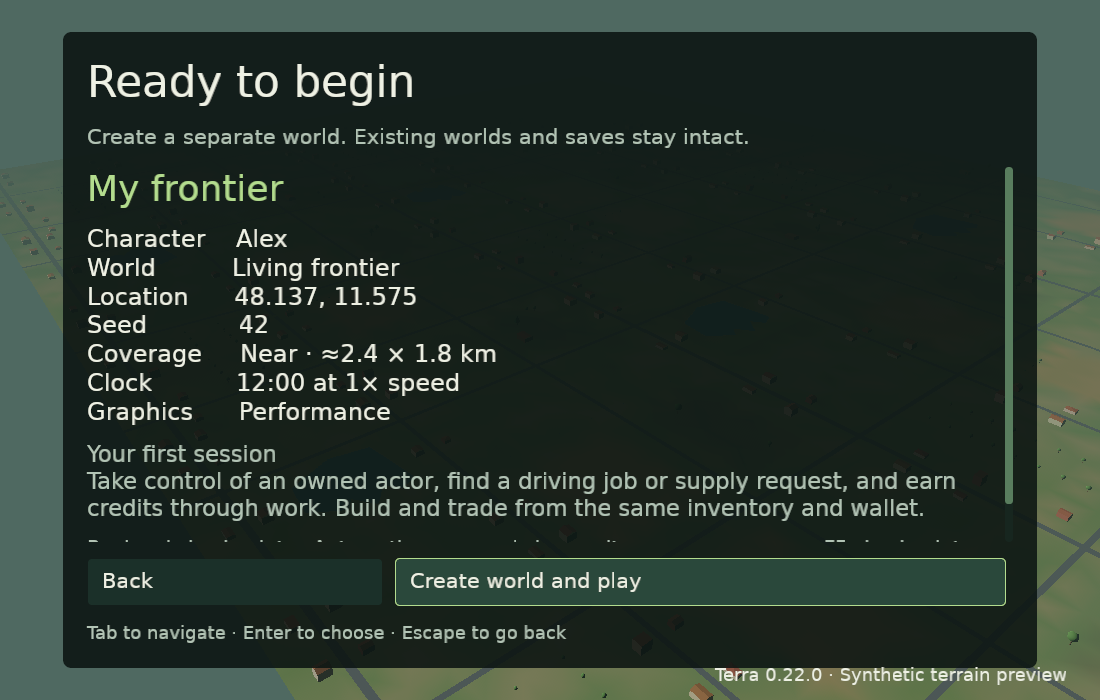 Ready to begin
Create a separate world. Existing worlds and saves stay intact.
My frontier
Character Alex
World Living frontier
Location 48.137, 11.575
Seed 42
Coverage Near · ≈2.4 × 1.8 km
Clock 12:00 at 1× speed
Graphics Performance
Your first session
Take control of an owned actor, find a driving job or supply request, and earn
credits through work. Build and trade from the same inventory and wallet.
Back
Create world and play
Tab to navigate · Enter to choose · Escape to go back
Terra 0.22.0 · Synthetic terrain preview